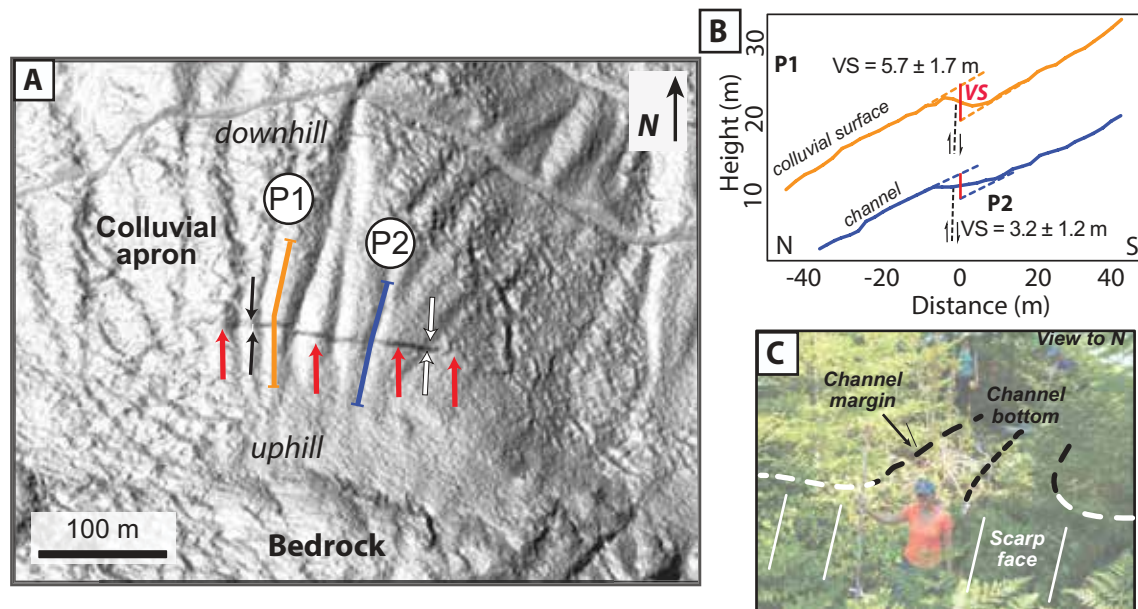 A
N
downhill
P1
P2
Colluvial
apron
uphill
100 m
Bedrock
B
P1
VS = 5.7 ± 1.7 m
VS
colluvial surface
channel
P2
VS = 3.2 ± 1.2 m
N
S
Height (m)
30
20
10
-40
-20
0
20
40
Distance (m)
C
View to N
Channel
margin
Channel
bottom
Scarp
face